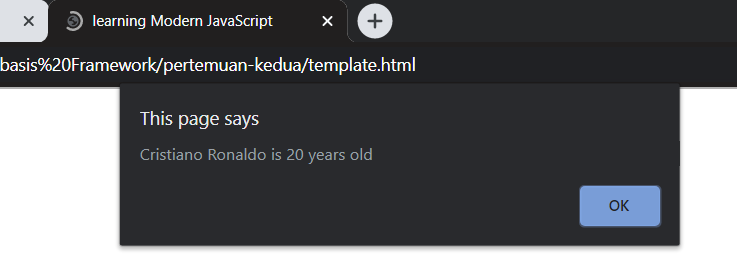 learning Modern JavaScript
basis%20Framework/pertemuan-kedua/template.html
This page says
Cristiano Ronaldo is 20 years old
OK